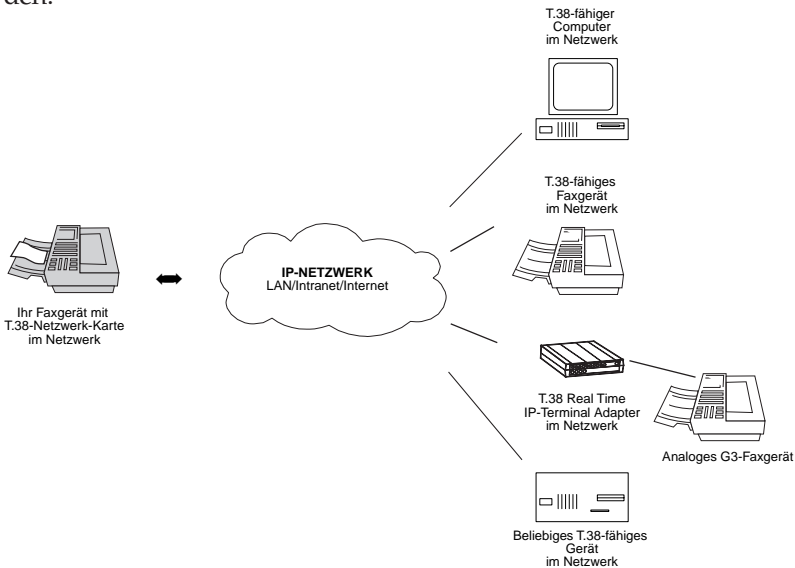 den.
T.38-fähiger
Computer
im Netzwerk
T.38-fähiges
Faxgerät
im Netzwerk
IP-NETZWERK
LAN/Intranet/Internet
Ihr Faxgerät mit
T.38-Netzwerk-Karte
im Netzwerk
T.38 Real Time
IP-Terminal Adapter
im Netzwerk
Analoges G3-Faxgerät
Beliebiges T.38-fähiges
Gerät
im Netzwerk